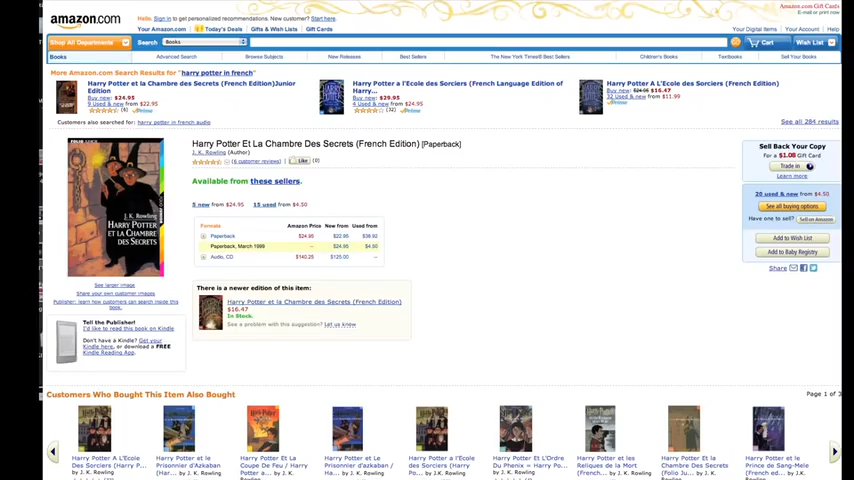 Amazon.com Gift Cards
E-mail or print now
amazon.com
Hello. Sign in to get personalized recommendations. New customer? Start here.
Your Amazon.com
Today's Deals
Gifts & Wish Lists
Gift Cards
Your Digital Items
Your Account
Help
Shop All Departments
Search
Books
Cart
Wish List
Books
Advanced Search
Browse Subjects
New Releases
Best Sellers
The New York Times® Best Sellers
Children's Books
Textbooks
Sell Your Books
More Amazon.com Search Results for "harry potter in french"
Harry Potter et la Chambre des Secrets (French Edition)Junior
Edition
Buy new: $24.95
9 Used & new from $22.95
Harry Potter a l'Ecole des Sorciers (French Language Edition of
Harry...
Buy new: $29.95
4 Used & new from $24.95
Harry Potter A L'Ecole des Sorciers (French Edition)
Buy new: $24.95 $16.47
32 Used & new from $11.99
Customers also searched for: harry potter in french audio
See all 284 results
Harry Potter Et La Chambre Des Secrets (French Edition) [Paperback]
J. K. Rowling (Author)
(6 customer reviews)
Like
(0)
Available from these sellers.
5 new from $24.95
15 used from $4.50
Formats
Amazon Price
New from
Used from
Paperback
$24.95
$22.95
Paperback, March 1999
--
$24.95
$4.50
Audio, CD
$140.25
$125.00
--
There is a newer edition of this item:
Harry Potter et la Chambre des Secrets (French Edition)
$16.47
In Stock.
See a problem with this suggestion? Let us know
J. K. Rowling
HARRY POTTER
ET LA CHAMBRE
DES SECRETS
See larger image
Share your own customer images
Publisher: learn how customers can search inside this
book.
Tell the Publisher!
I'd like to read this book on Kindle
Don't have a Kindle? Get your
Kindle here, or download a FREE
Kindle Reading App.
Sell Back Your Copy
For a $1.08 Gift Card
Trade in
Learn more
20 used & new from $4.50
See all buying options
Have one to sell?
Sell on Amazon
Add to Wish List
Add to Baby Registry
Share
Customers Who Bought This Item Also Bought
Page 1 of 3
Harry Potter A L'Ecole
Des Sorciers (Harry P...
by J. K. Rowling
Harry Potter et le
Prisonnier d'Azkaban
(Har... by J. K. Rowling
Harry Potter Et La
Coupe De Feu / Harry
Potter a... by J. K. Rowling
Harry Potter et Le
Prisonnier d'azkaban /
Ha... by J. K. Rowling
Harry Potter a l'Ecole
des Sorciers (French
Ed... by J. K. Rowling
Harry Potter Et L'Ordre
Du Phenix = Harry Po...
by J. K. Rowling
Harry Potter et les
Reliques de la Mort
(French... by J. K. Rowling
Harry Potter Et La
Chambre Des Secrets
(Folio Ju... by J. K. Rowling
Harry Potter et le
Prince de Sang-Mele
(French ed... by J. K. Rowling